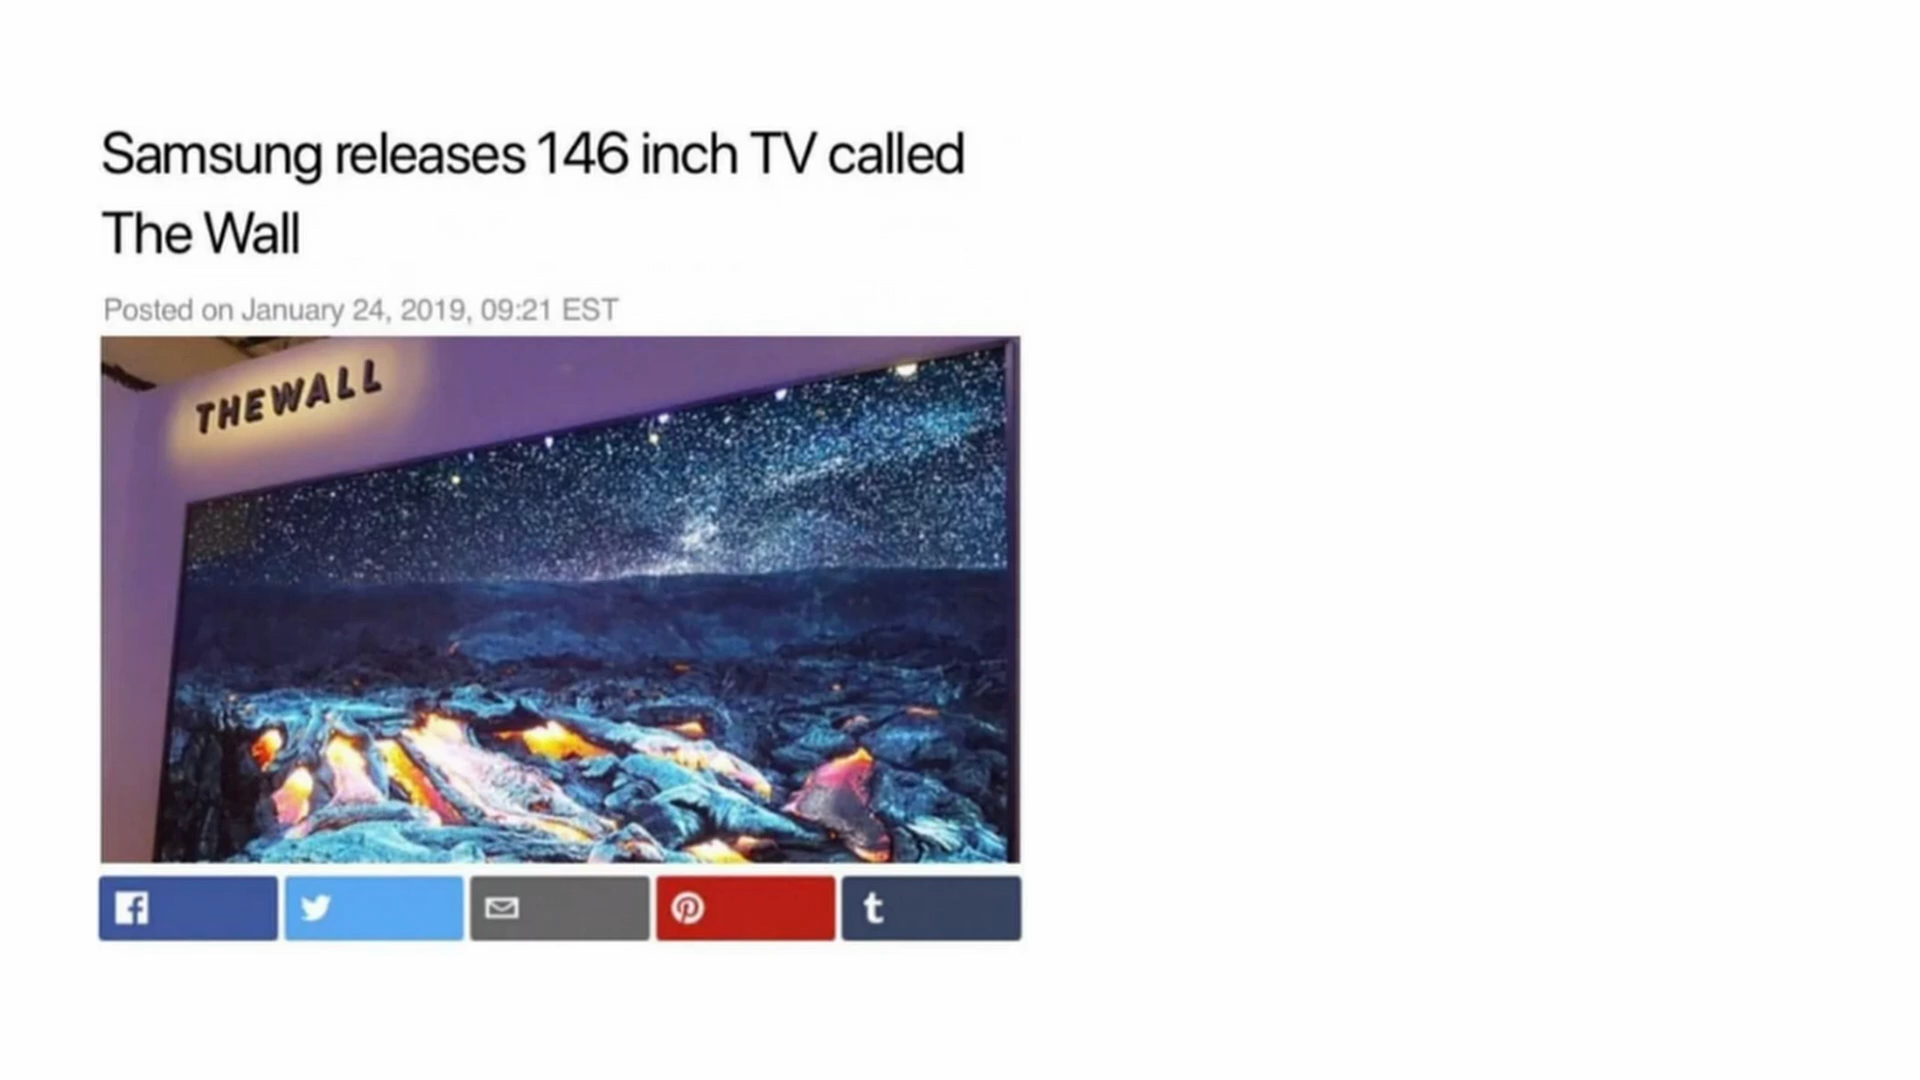 Samsung releases 146 inch TV called
The Wall
Posted on January 24, 2019, 09:21 EST
THEWALL